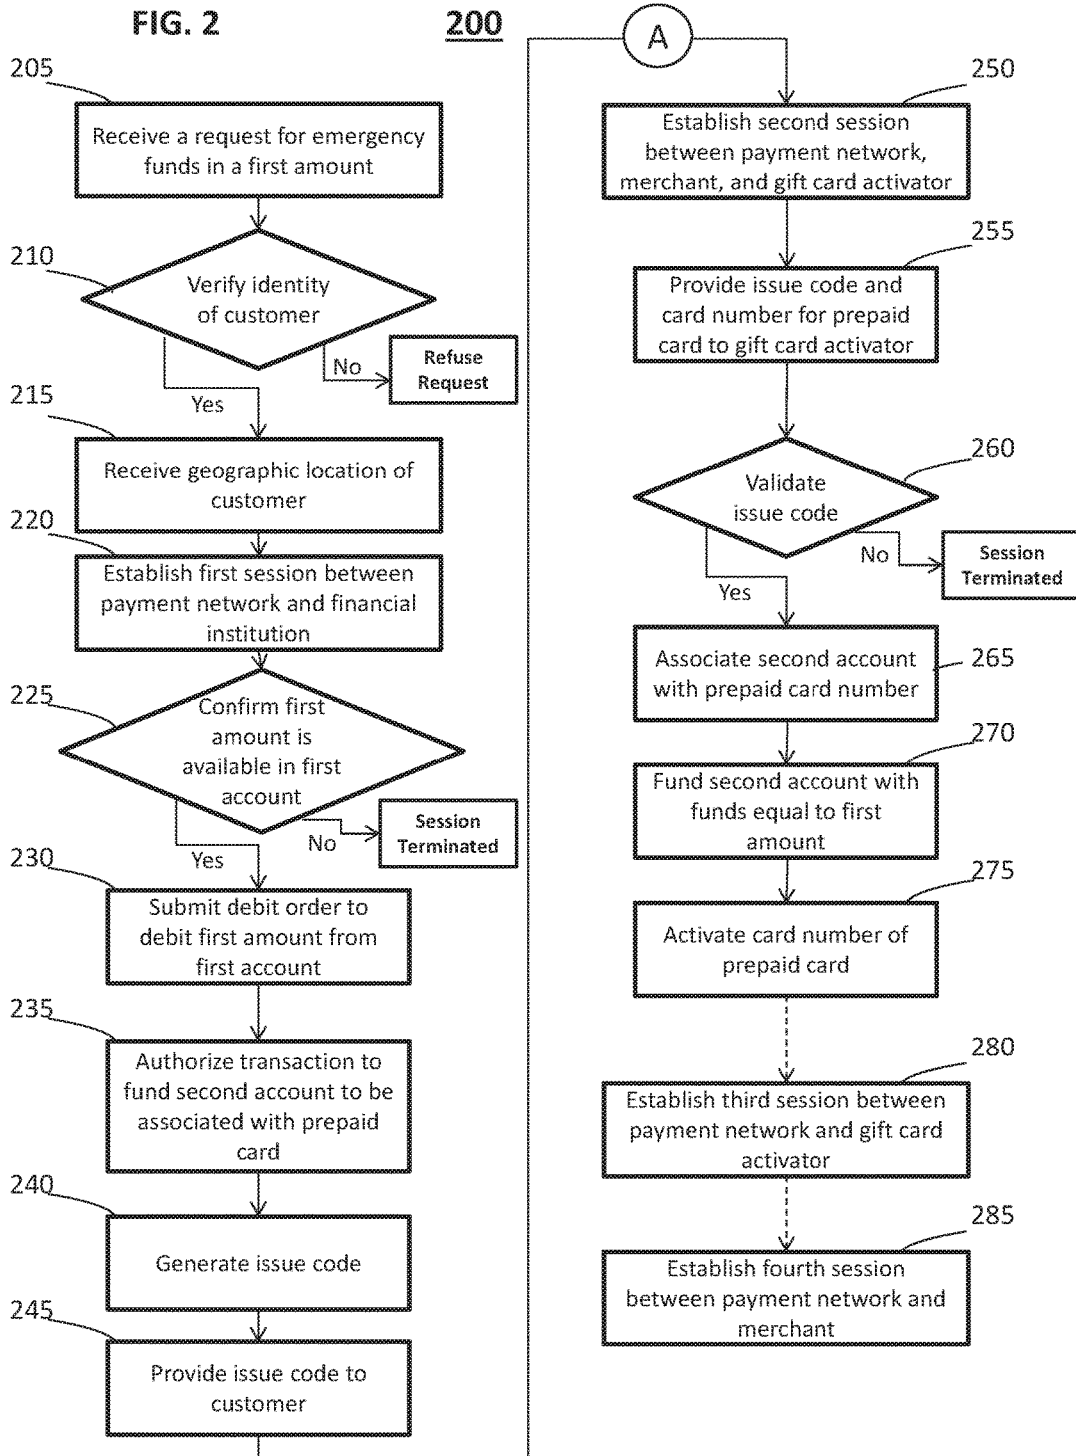 FIG. 2
200
205
Receive a request for emergency
funds in a first amount
210
Verify identity
of customer
No
Refuse
Request
Yes
215
Receive geographic location of
customer
220
Establish first session between
payment network and financial
institution
225
Confirm first
amount is
available in first
account
No
Session
Terminated
Yes
230
Submit debit order to
debit first amount from
first account
235
Authorize transaction to
fund second account to be
associated with prepaid
card
240
Generate issue code
245
Provide issue code to
customer
A
250
Establish second session
between payment network,
merchant, and gift card activator
255
Provide issue code and
card number for prepaid
card to gift card activator
260
Validate
issue code
No
Session
Terminated
Yes
265
Associate second account
with prepaid card number
270
Fund second account with
funds equal to first
amount
275
Activate card number of
prepaid card
280
Establish third session between
payment network and gift card
activator
285
Establish fourth session
between payment network and
merchant